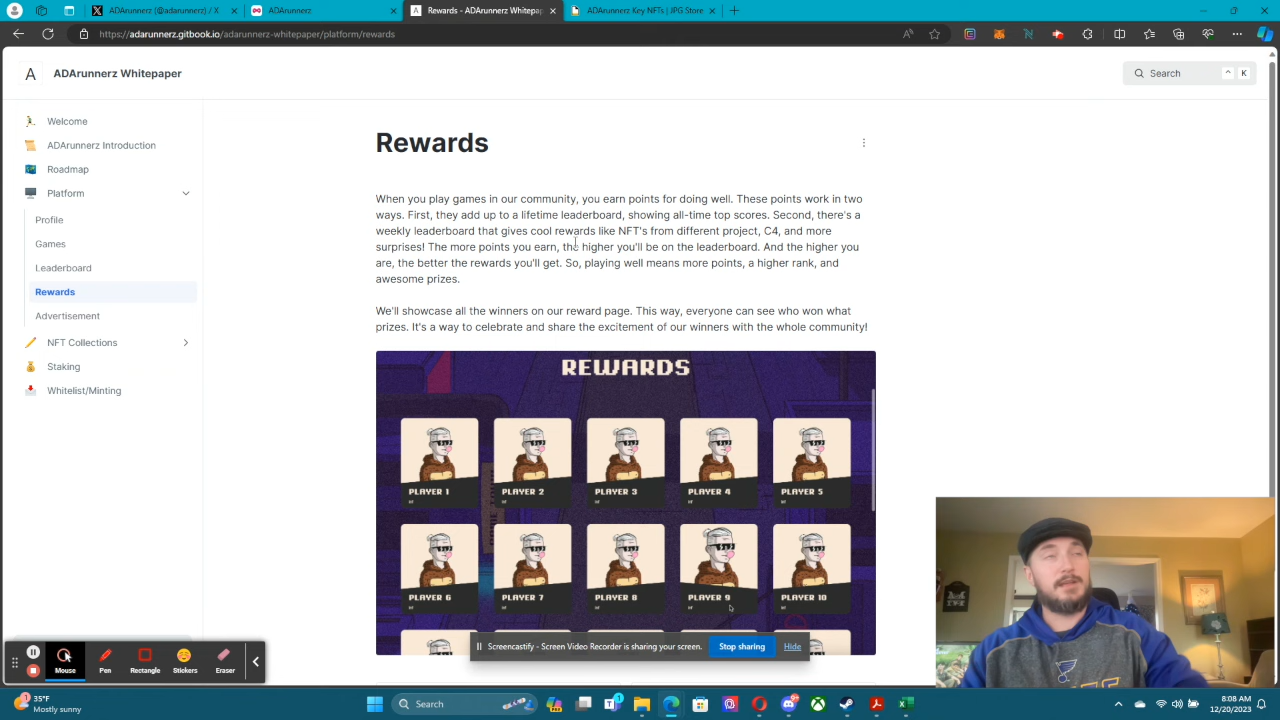 ADArunnerz (@adarunnerz) / X
ADArunnerz
Rewards - ADArunnerz Whitepap
ADArunnerz Key NFTs | JPG Store
https://adarunnerz.gitbook.io/adarunnerz-whitepaper/platform/rewards
A
ADArunnerz Whitepaper
Search
^
K
Welcome
ADArunnerz Introduction
Roadmap
Platform
Profile
Games
Leaderboard
Rewards
Advertisement
NFT Collections
Staking
Whitelist/Minting
Rewards
When you play games in our community, you earn points for doing well. These points work in two
ways. First, they add up to a lifetime leaderboard, showing all-time top scores. Second, there's a
weekly leaderboard that gives cool rewards like NFT's from different project, C4, and more
surprises! The more points you earn, the higher you'll be on the leaderboard. And the higher you
are, the better the rewards you'll get. So, playing well means more points, a higher rank, and
awesome prizes.
We'll showcase all the winners on our reward page. This way, everyone can see who won what
prizes. It's a way to celebrate and share the excitement of our winners with the whole community!
REWARDS
PLAYER 1
PLAYER 2
PLAYER 3
PLAYER 4
PLAYER 5
PLAYER 6
PLAYER 7
PLAYER 8
PLAYER 9
PLAYER 10
Screencastify - Screen Video Recorder is sharing your screen.
Stop sharing
Hide
Mouse
Pen
Rectangle
Stickers
Eraser
35°F
Mostly sunny
Search
8:08 AM
12/20/2023